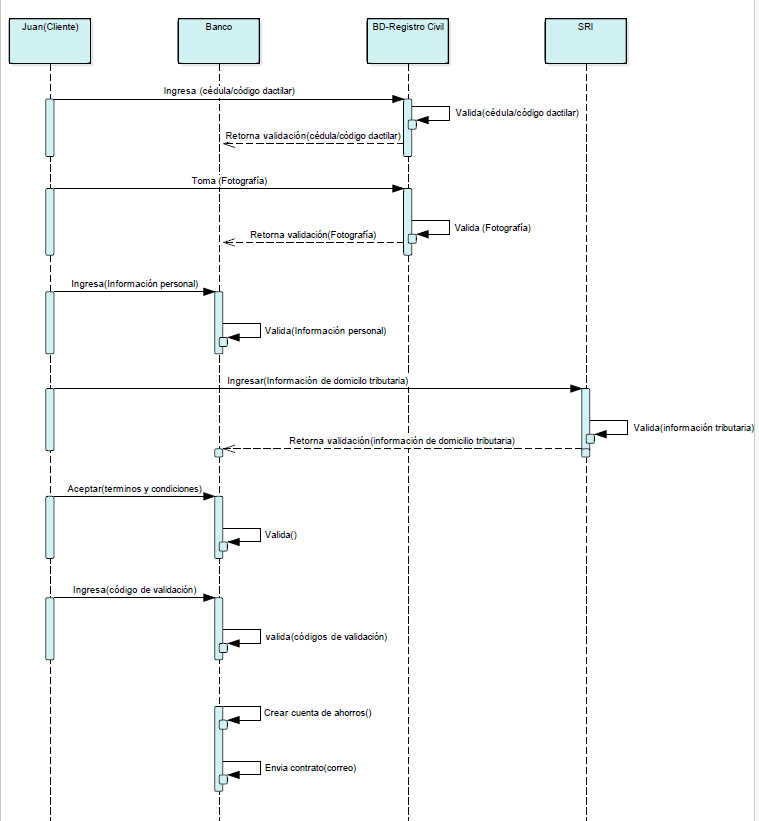 Juan(Cliente)
Banco
BD-Registro Civil
SRI
Ingresa (cédula/código dactilar)
Valida(cédula/código dactilar)
Retorna validación(cédula/código dactilar)
Toma (Fotografía)
Valida (Fotografía)
Retorna validación(Fotografía)
Ingresa(Información personal)
Valida(Información personal)
Ingresar(Información de domicilo tributaria)
Valida(información tributaria)
Retorna validación(información de domicilio tributaria)
Aceptar(terminos y condiciones)
Valida()
Ingresa(código de validación)
valida(códigos de validación)
Crear cuenta de ahorros()
Envia contrato(correo)